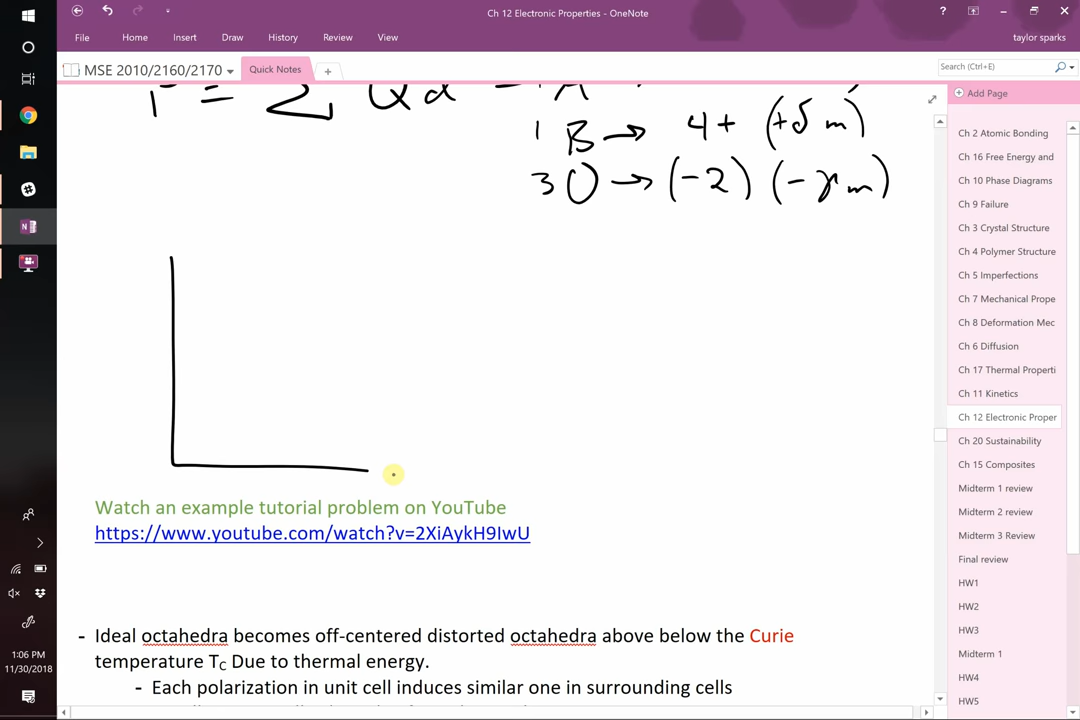 Ch 12 Electronic Properties - OneNote
?
File Home Insert Draw History Review View
taylor sparks
MSE 2010/2160/2170
Quick Notes
+
Search (Ctrl+E)
Add Page
Ch 2 Atomic Bonding
Ch 16 Free Energy and
Ch 10 Phase Diagrams
Ch 9 Failure
Ch 3 Crystal Structure
Ch 4 Polymer Structure
Ch 5 Imperfections
Ch 7 Mechanical Prope
Ch 8 Deformation Mec
Ch 6 Diffusion
Ch 17 Thermal Properti
Ch 11 Kinetics
Ch 12 Electronic Proper
Ch 20 Sustainability
Ch 15 Composites
Midterm 1 review
Midterm 2 review
Midterm 3 Review
Final review
HW1
HW2
HW3
Midterm 1
HW4
HW5
P = Σ Qd =
1 B → 4+ (+δ m)
3 O → (-2) (-γ m)
Watch an example tutorial problem on YouTube
https://www.youtube.com/watch?v=2XiAykH9IwU
- Ideal octahedra becomes off-centered distorted octahedra above below the Curie
temperature TC Due to thermal energy.
- Each polarization in unit cell induces similar one in surrounding cells
1:06 PM
11/30/2018